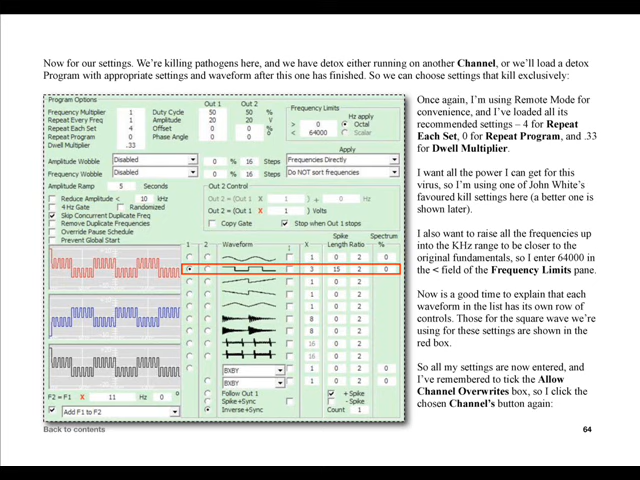 Now for our settings. We're killing pathogens here, and we have detox either running on another Channel, or we'll load a detox
Program with appropriate settings and waveform after this one has finished. So we can choose settings that kill exclusively:
Program Options
Frequency Multiplier 1
Repeat Every Freq 1
Repeat Each Set 4
Repeat Program 0
Dwell Multiplier .33
Out 1 Out 2
Duty Cycle 50 50 %
Amplitude 20 20 V
Offset 0 0 %
Phase Angle 0 0 °
Frequency Limits
Hz apply
> 0 Octal
< 64000 Scalar
Apply
Amplitude Wobble Disabled 0 % 16 Steps Frequencies Directly
Frequency Wobble Disabled 0 % 16 Steps Do NOT sort frequencies
Amplitude Ramp 5 Seconds
Reduce Amplitude < 10 kHz
4 Hz Gate Randomized
Skip Concurrent Duplicate Freq
Remove Duplicate Frequencies
Override Pause Schedule
Prevent Global Start
Out 2 Control
Out 2 = (Out 1 X 1 ) + 0 Hz
Out 2 = (Out 1 X 1 ) Volts
Copy Gate Stop when Out 1 stops
Spike Spectrum
1 2 Waveform I X Length Ratio %
1 0 2 0
3 15 2 0
1 0 2
1 0 2
1 0 2
8 0 2
8 0 2
16 0 2
16 0 2
BXBY 1 0 2 0
BXBY 1 0 2 0
Follow Out 1
Spike+Sync
Inverse+Sync
+ Spike
- Spike
Count 1
F2 = F1 X 11 Hz 0 °
Add F1 to F2
Once again, I'm using Remote Mode for
convenience, and I've loaded all its
recommended settings – 4 for Repeat
Each Set, 0 for Repeat Program, and .33
for Dwell Multiplier.
I want all the power I can get for this
virus, so I'm using one of John White's
favoured kill settings here (a better one is
shown later).
I also want to raise all the frequencies up
into the KHz range to be closer to the
original fundamentals, so I enter 64000 in
the < field of the Frequency Limits pane.
Now is a good time to explain that each
waveform in the list has its own row of
controls. Those for the square wave we're
using for these settings are shown in the
red box.
So all my settings are now entered, and
I've remembered to tick the Allow
Channel Overwrites box, so I click the
chosen Channel's button again:
Back to contents
64